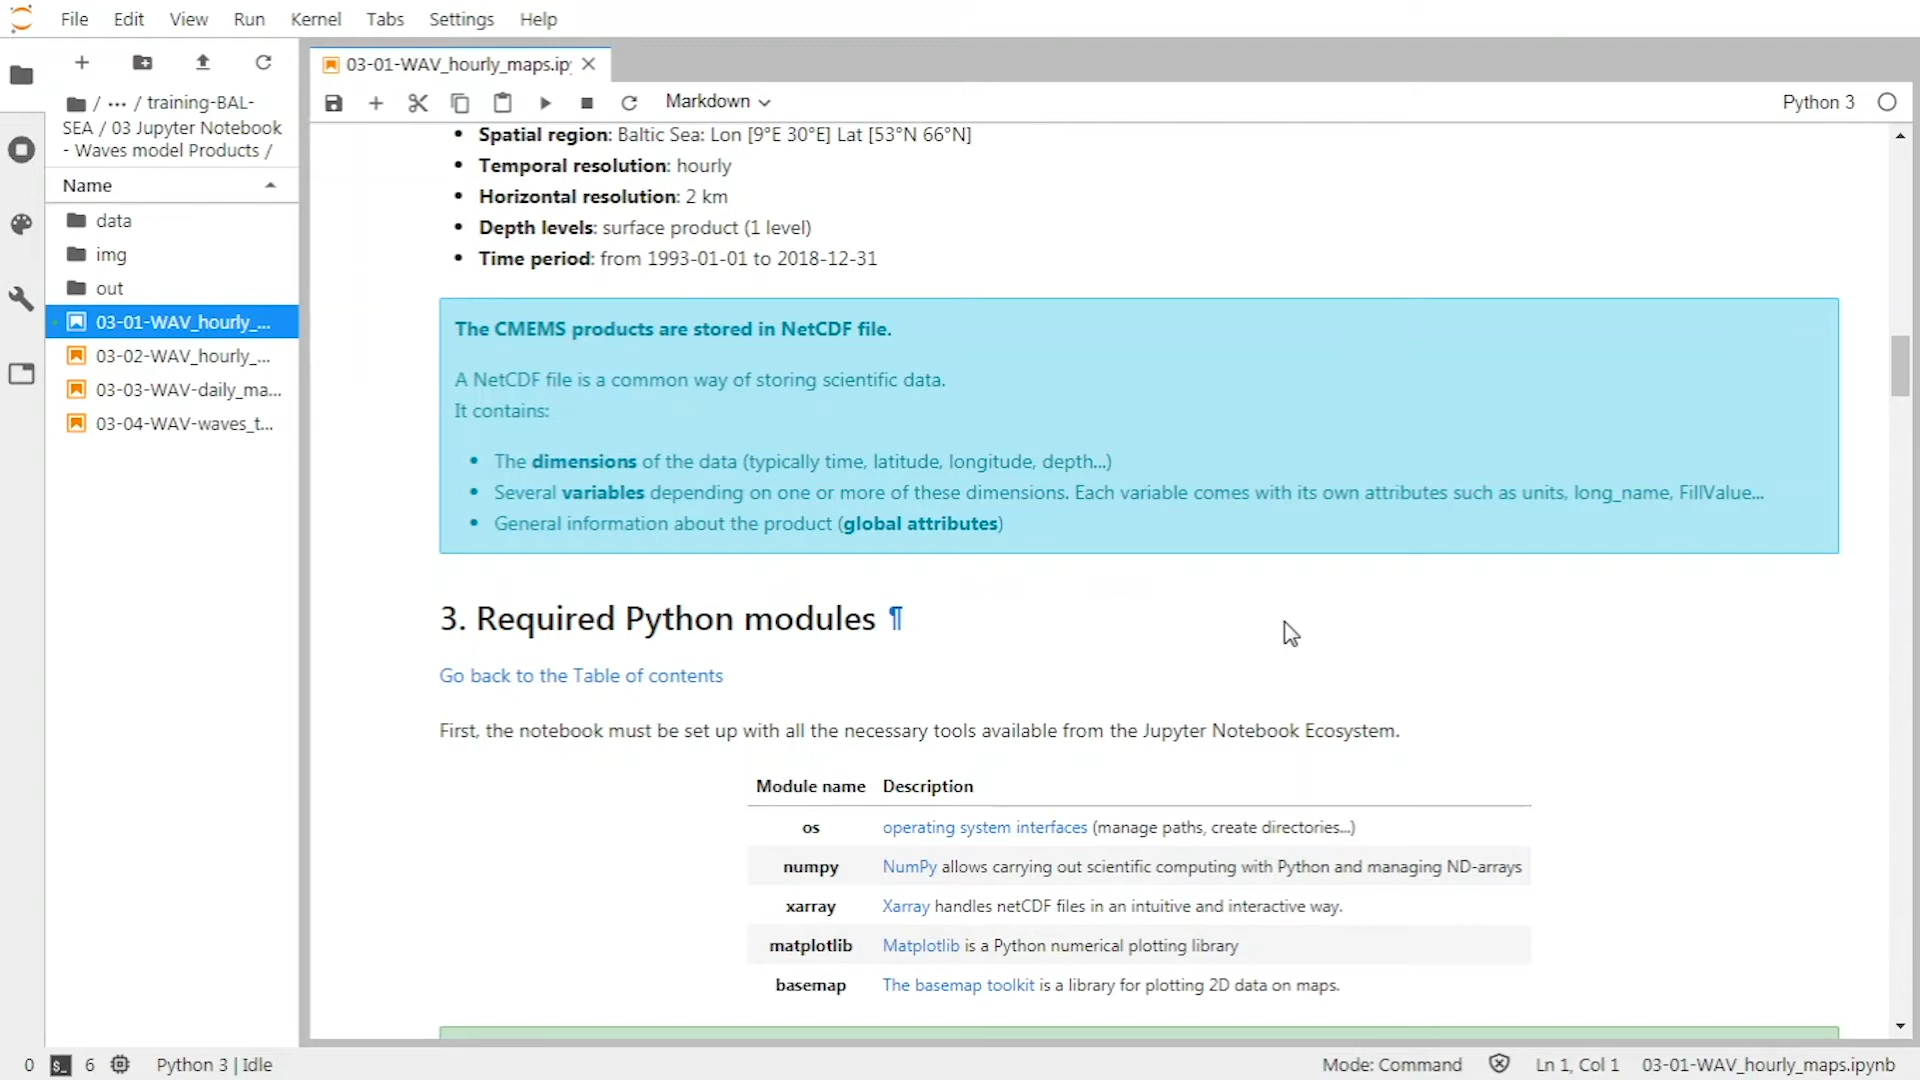 File Edit View Run Kernel Tabs Settings Help
/ ··· / training-BAL-
SEA / 03 Jupyter Notebook
- Waves model Products /
Name
data
img
out
03-01-WAV_hourly_...
03-02-WAV_hourly_...
03-03-WAV-daily_ma...
03-04-WAV-waves_t...
03-01-WAV_hourly_maps.ip
Markdown
Python 3
• Spatial region: Baltic Sea: Lon [9°E 30°E] Lat [53°N 66°N]
• Temporal resolution: hourly
• Horizontal resolution: 2 km
• Depth levels: surface product (1 level)
• Time period: from 1993-01-01 to 2018-12-31
The CMEMS products are stored in NetCDF file.
A NetCDF file is a common way of storing scientific data.
It contains:
• The dimensions of the data (typically time, latitude, longitude, depth...)
• Several variables depending on one or more of these dimensions. Each variable comes with its own attributes such as units, long_name, FillValue...
• General information about the product (global attributes)
3. Required Python modules ¶
Go back to the Table of contents
First, the notebook must be set up with all the necessary tools available from the Jupyter Notebook Ecosystem.
Module name Description
os operating system interfaces (manage paths, create directories...)
numpy NumPy allows carrying out scientific computing with Python and managing ND-arrays
xarray Xarray handles netCDF files in an intuitive and interactive way.
matplotlib Matplotlib is a Python numerical plotting library
basemap The basemap toolkit is a library for plotting 2D data on maps.
0 $_ 6 Python 3 | Idle
Mode: Command Ln 1, Col 1 03-01-WAV_hourly_maps.ipynb